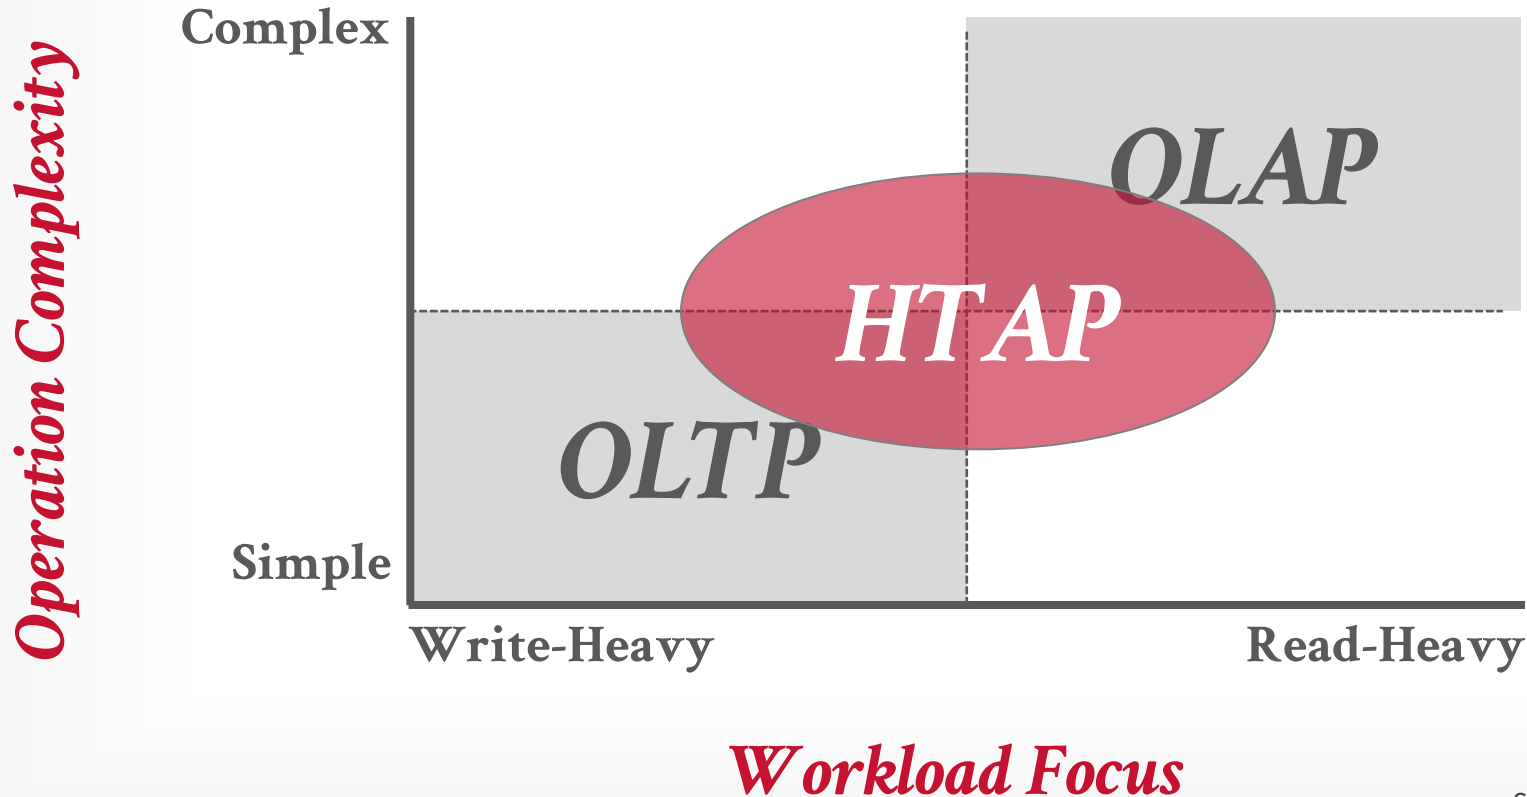 Complex
Operation Complexity
OLAP
HTAP
OLTP
Simple
Write-Heavy
Read-Heavy
Workload Focus